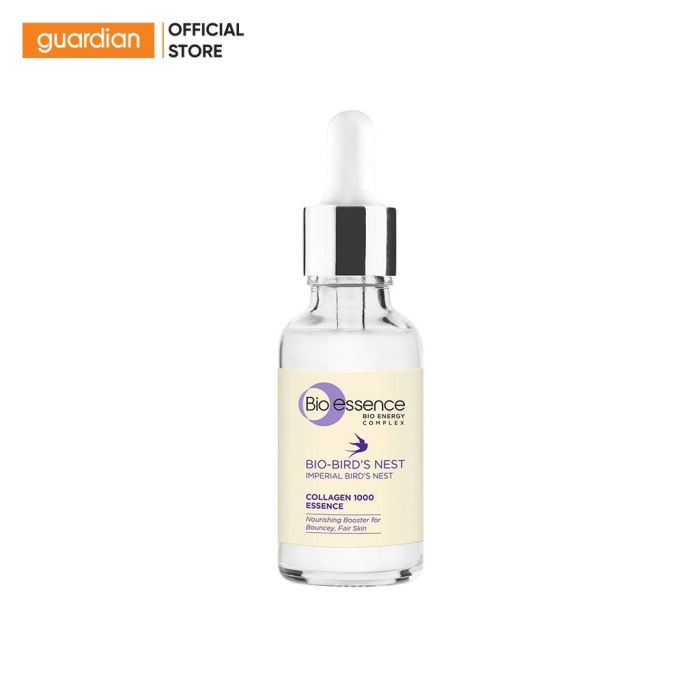 guardian
OFFICIAL
STORE
Bio essence
BIO ENERGY
COMPLEX
BIO-BIRD'S NEST
IMPERIAL BIRD'S NEST
COLLAGEN 1000
ESSENCE
Nourishing Booster for
Bouncey, Fair Skin